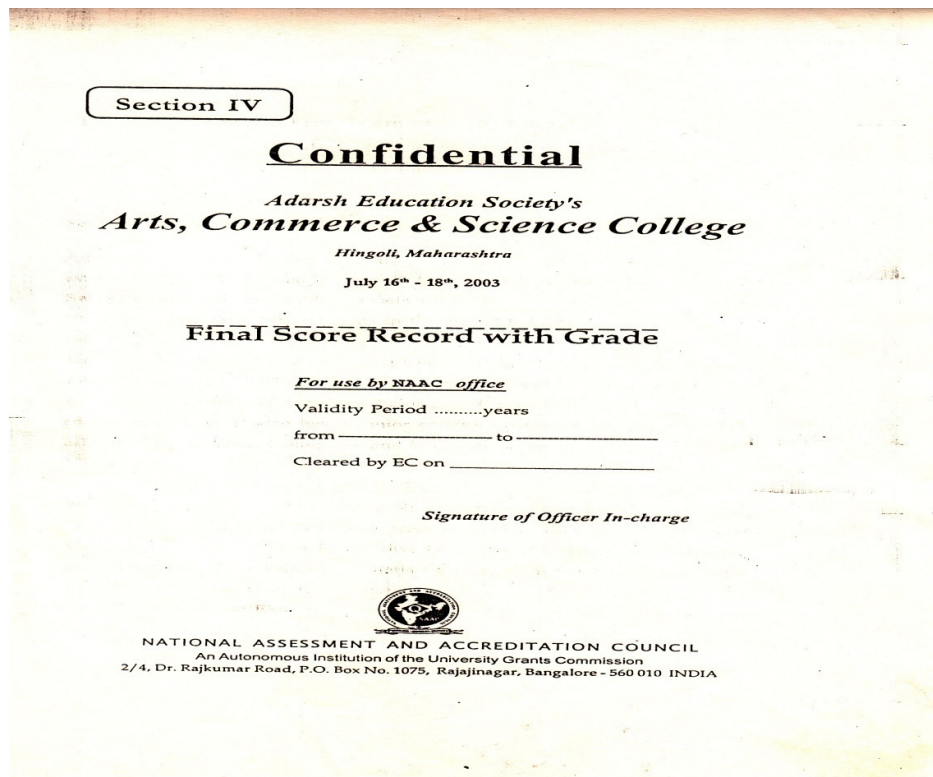 Section IV
Confidential
Adarsh Education Society's
Arts, Commerce & Science College
Hingoli, Maharashtra
July 16th - 18th, 2003
Final Score Record with Grade
For use by NAAC office
Validity Period ..........years
from ____________________ to ____________________
Cleared by EC on ____________________
Signature of Officer In-charge
NAAC
NATIONAL ASSESSMENT AND ACCREDITATION COUNCIL
An Autonomous Institution of the University Grants Commission
2/4, Dr. Rajkumar Road, P.O. Box No. 1075, Rajajinagar, Bangalore - 560 010 INDIA